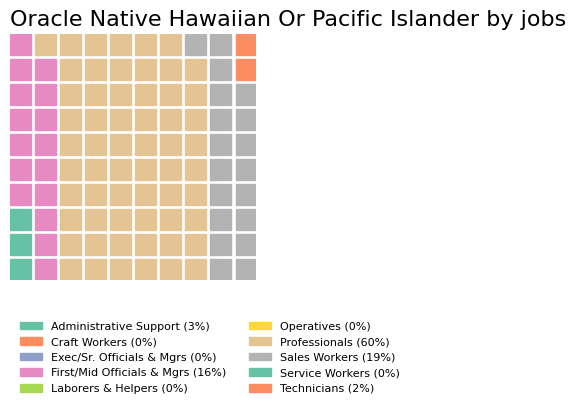 Oracle Native Hawaiian Or Pacific Islander by jobs
Administrative Support (3%)
Craft Workers (0%)
Exec/Sr. Officials & Mgrs (0%)
First/Mid Officials & Mgrs (16%)
Laborers & Helpers (0%)
Operatives (0%)
Professionals (60%)
Sales Workers (19%)
Service Workers (0%)
Technicians (2%)